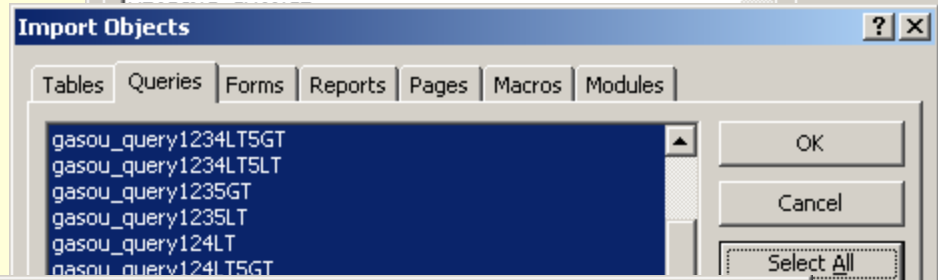 Import Objects
Tables Queries Forms Reports Pages Macros Modules
gasou_query1234LT5GT
gasou_query1234LT5LT
gasou_query1235GT
gasou_query1235LT
gasou_query124LT
gasou_query124LT5GT
OK
Cancel
Select All